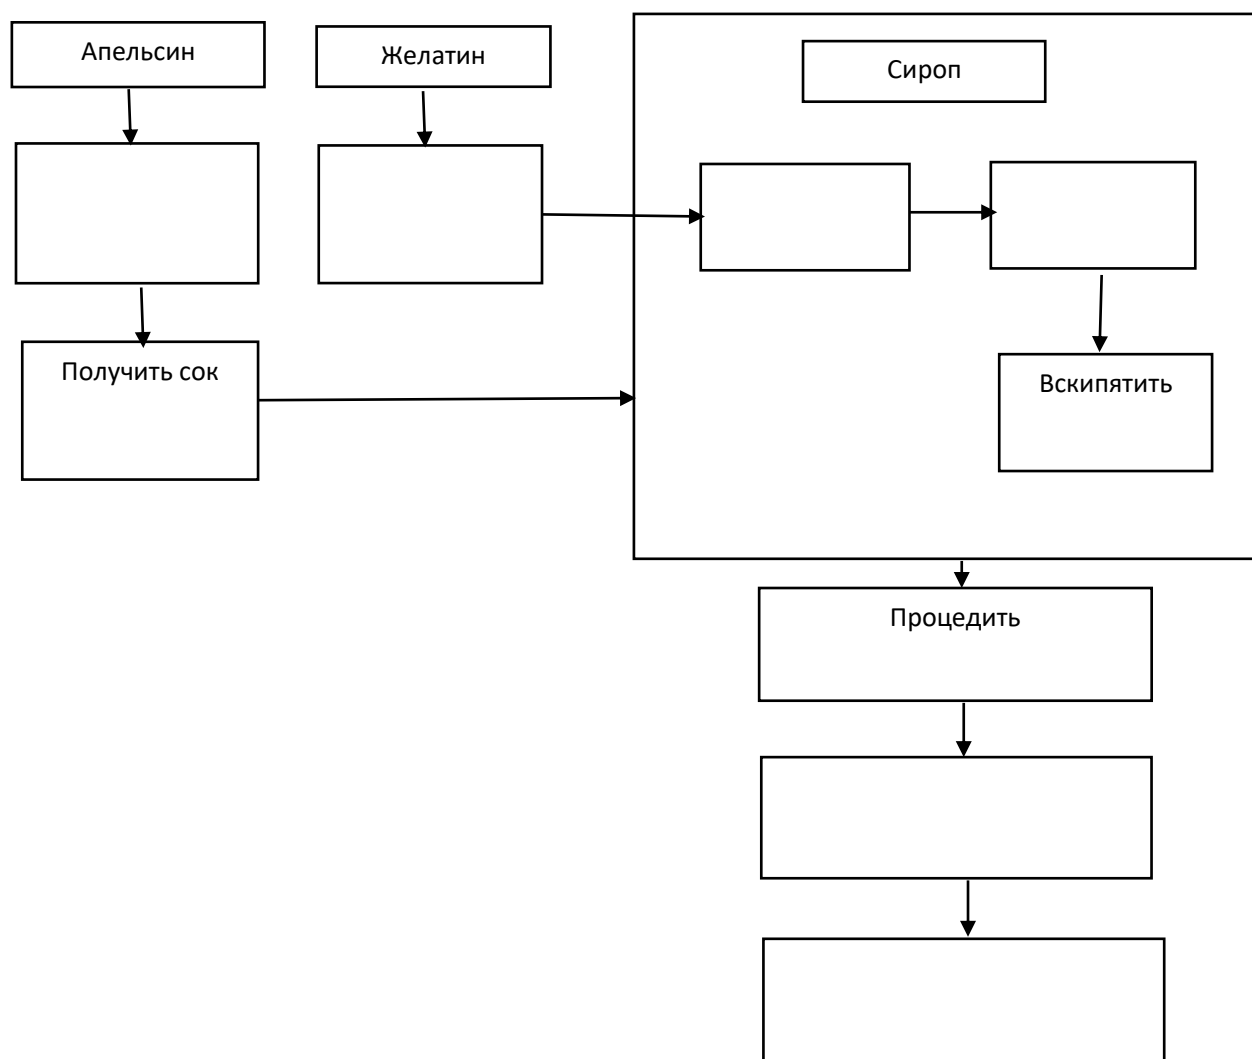 Апельсин
Желатин
Сироп
Получить сок
Вскипятить
Процедить